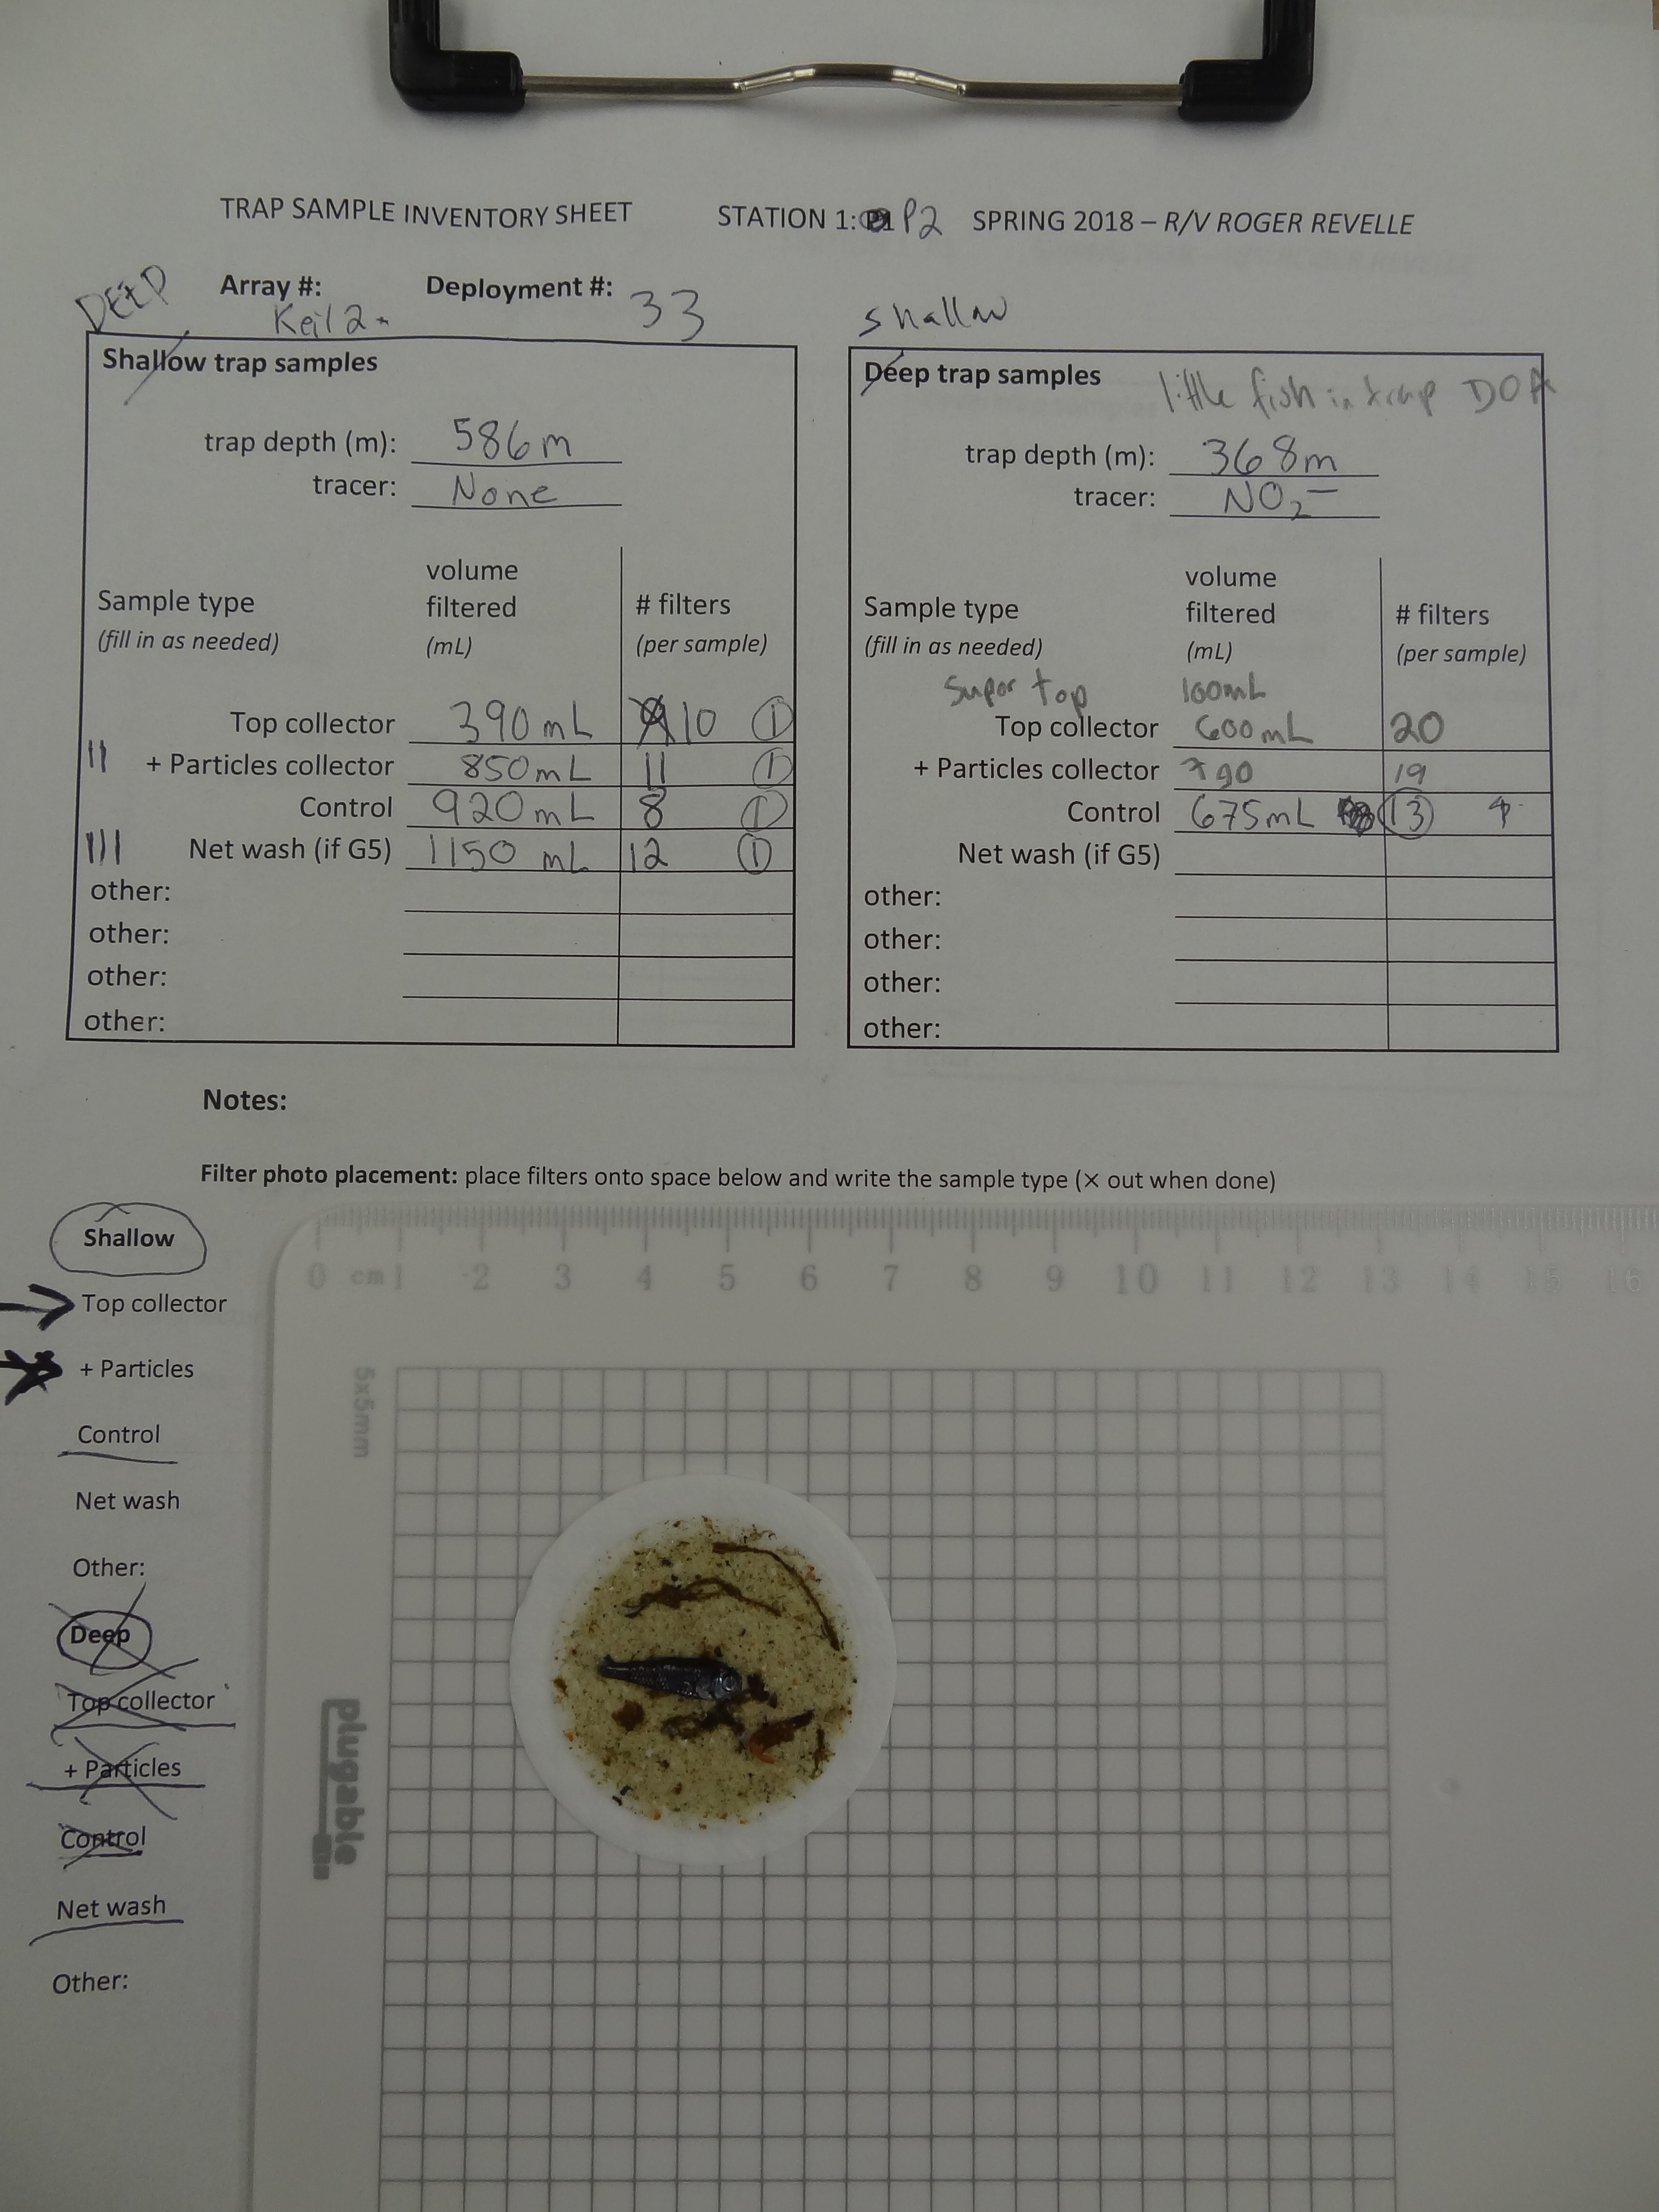 TRAP SAMPLE INVENTORY SHEET STATION 1: P2 SPRING 2018 – R/V ROGER REVELLE
DEEP Array #: Deployment #: 33
Keil 2
Shallow trap samples
trap depth (m): 586m
tracer: None
volume
Sample type filtered # filters
(fill in as needed) (mL) (per sample)
Top collector 390 mL 10 1
|| + Particles collector 850mL 11 1
Control 920 mL 8 1
||| Net wash (if G5) 1150 mL 12 1
other:
other:
other:
other:
shallow
Deep trap samples little fish in trap DOA
trap depth (m): 368m
tracer: NO₂⁻
volume
Sample type filtered # filters
(fill in as needed) (mL) (per sample)
Super top 100mL
Top collector 600mL 20
+ Particles collector 790 19
Control 675mL 13
Net wash (if G5)
other:
other:
other:
other:
Notes:
Filter photo placement: place filters onto space below and write the sample type (× out when done)
Shallow
Top collector
+ Particles
Control
Net wash
Other:
Deep
Top collector
+ Particles
Control
Net wash
Other:
0 cm 1 2 3 4 5 6 7 8 9 10 11 12 13 14 15 16
5x5mm
plugable